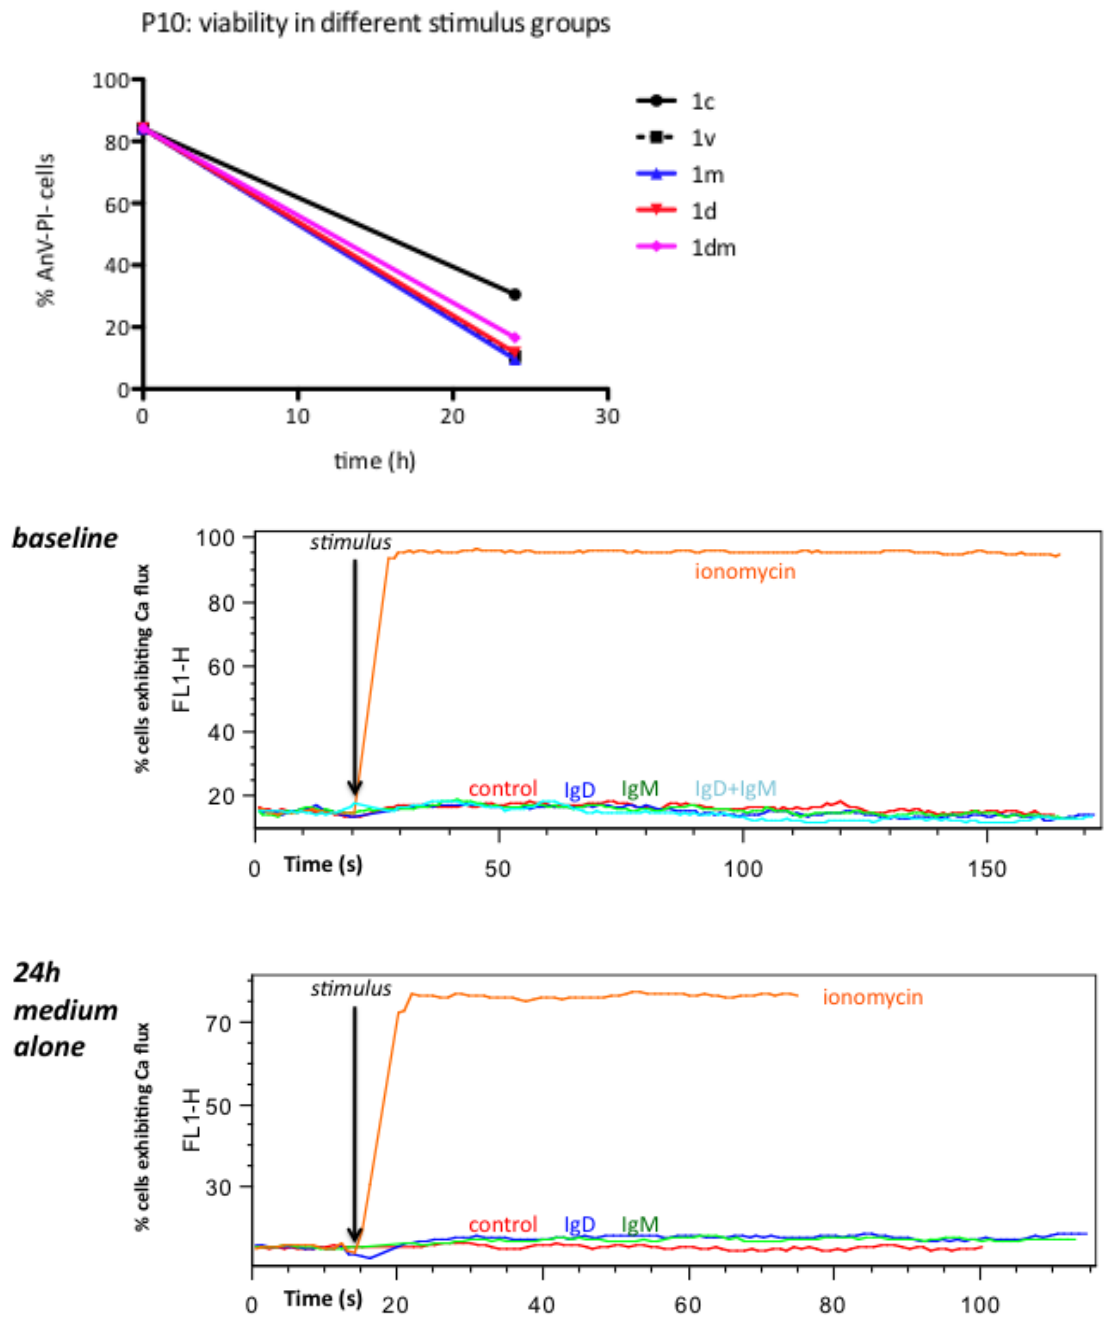 P10: viability in different stimulus groups
100
80
60
40
20
0
% AnV-PI- cells
0 10 20 30
time (h)
1c
1v
1m
1d
1dm
baseline
% cells exhibiting Ca flux
FL1-H
100
80
60
40
20
stimulus
ionomycin
control IgD IgM IgD+IgM
0 Time (s) 50 100 150
24h
medium
alone
% cells exhibiting Ca flux
FL1-H
70
50
30
stimulus
ionomycin
control IgD IgM
0 Time (s) 20 40 60 80 100